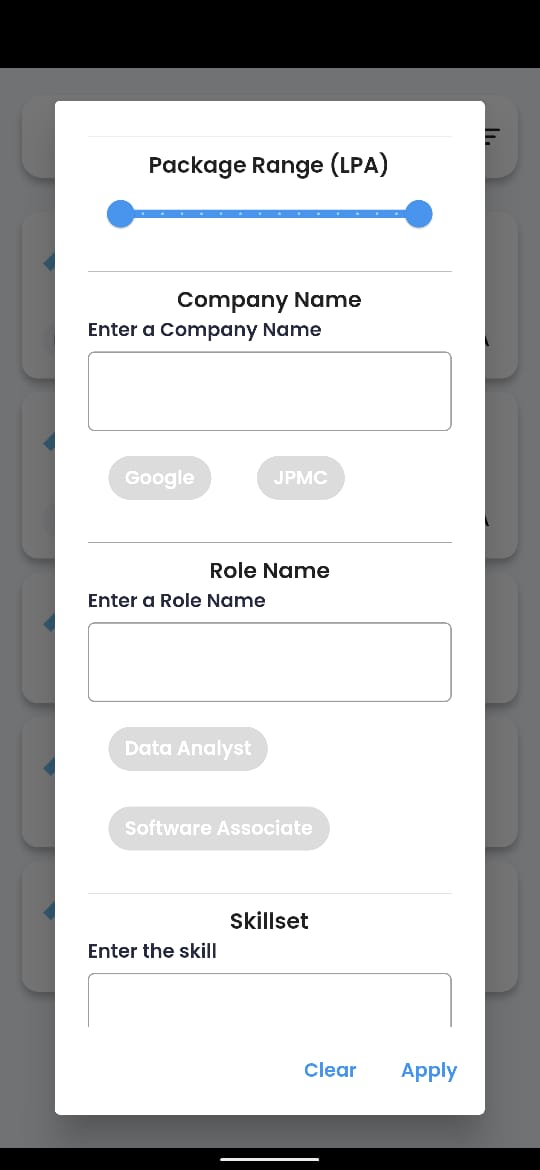 Package Range (LPA)
Company Name
Enter a Company Name
Google JPMC
Role Name
Enter a Role Name
Data Analyst
Software Associate
Skillset
Enter the skill
Clear Apply